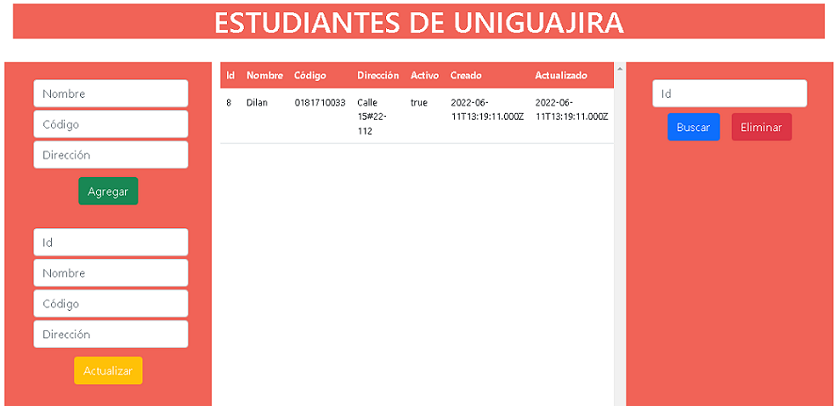 ESTUDIANTES DE UNIGUAJIRA
Nombre
Código
Dirección
Agregar
Id
Nombre
Código
Dirección
Actualizar
Id Nombre Código Dirección Activo Creado Actualizado
8 Dilan 0181710033 Calle true 2022-06- 2022-06-
15#22- 11T13:19:11.000Z 11T13:19:11.000Z
112
Id
Buscar Eliminar